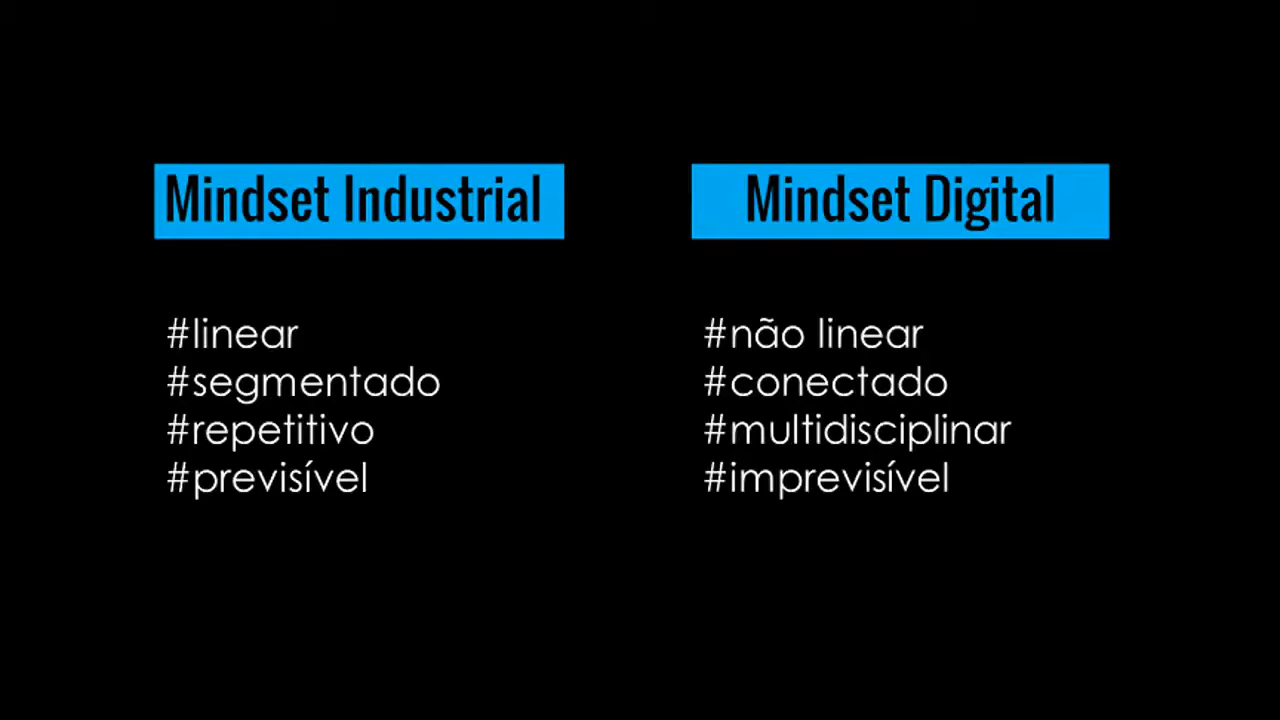 Mindset Industrial
#linear
#segmentado
#repetitivo
#previsível
Mindset Digital
#não linear
#conectado
#multidisciplinar
#imprevisível